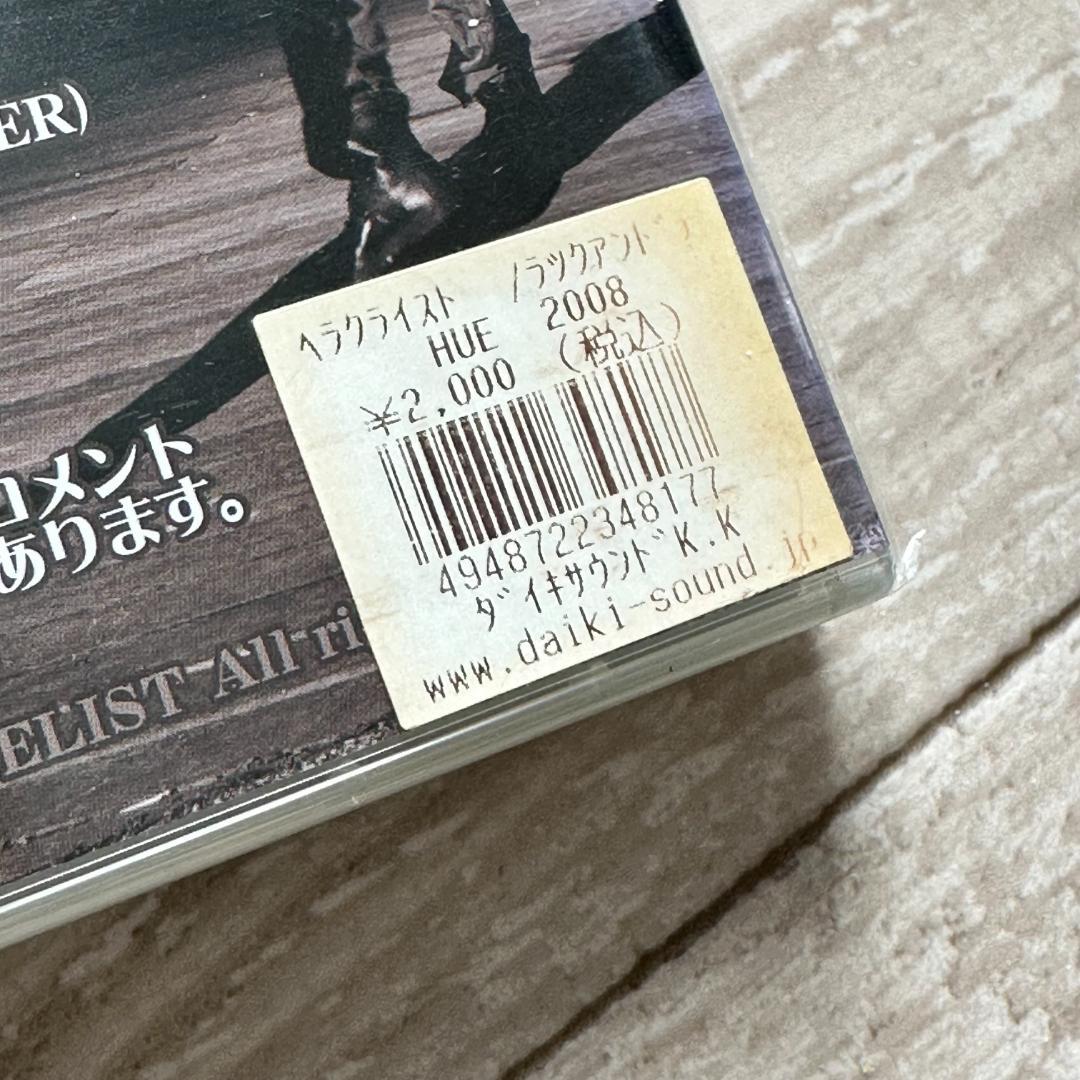 ER)
ヘラクライスト /ラックアンド
HUE 2008
¥2,000 (税込)
4948722348177
ダイキサウンドK.K
www.daiki-sound.jp
コメント
あります。
ELIST All ri